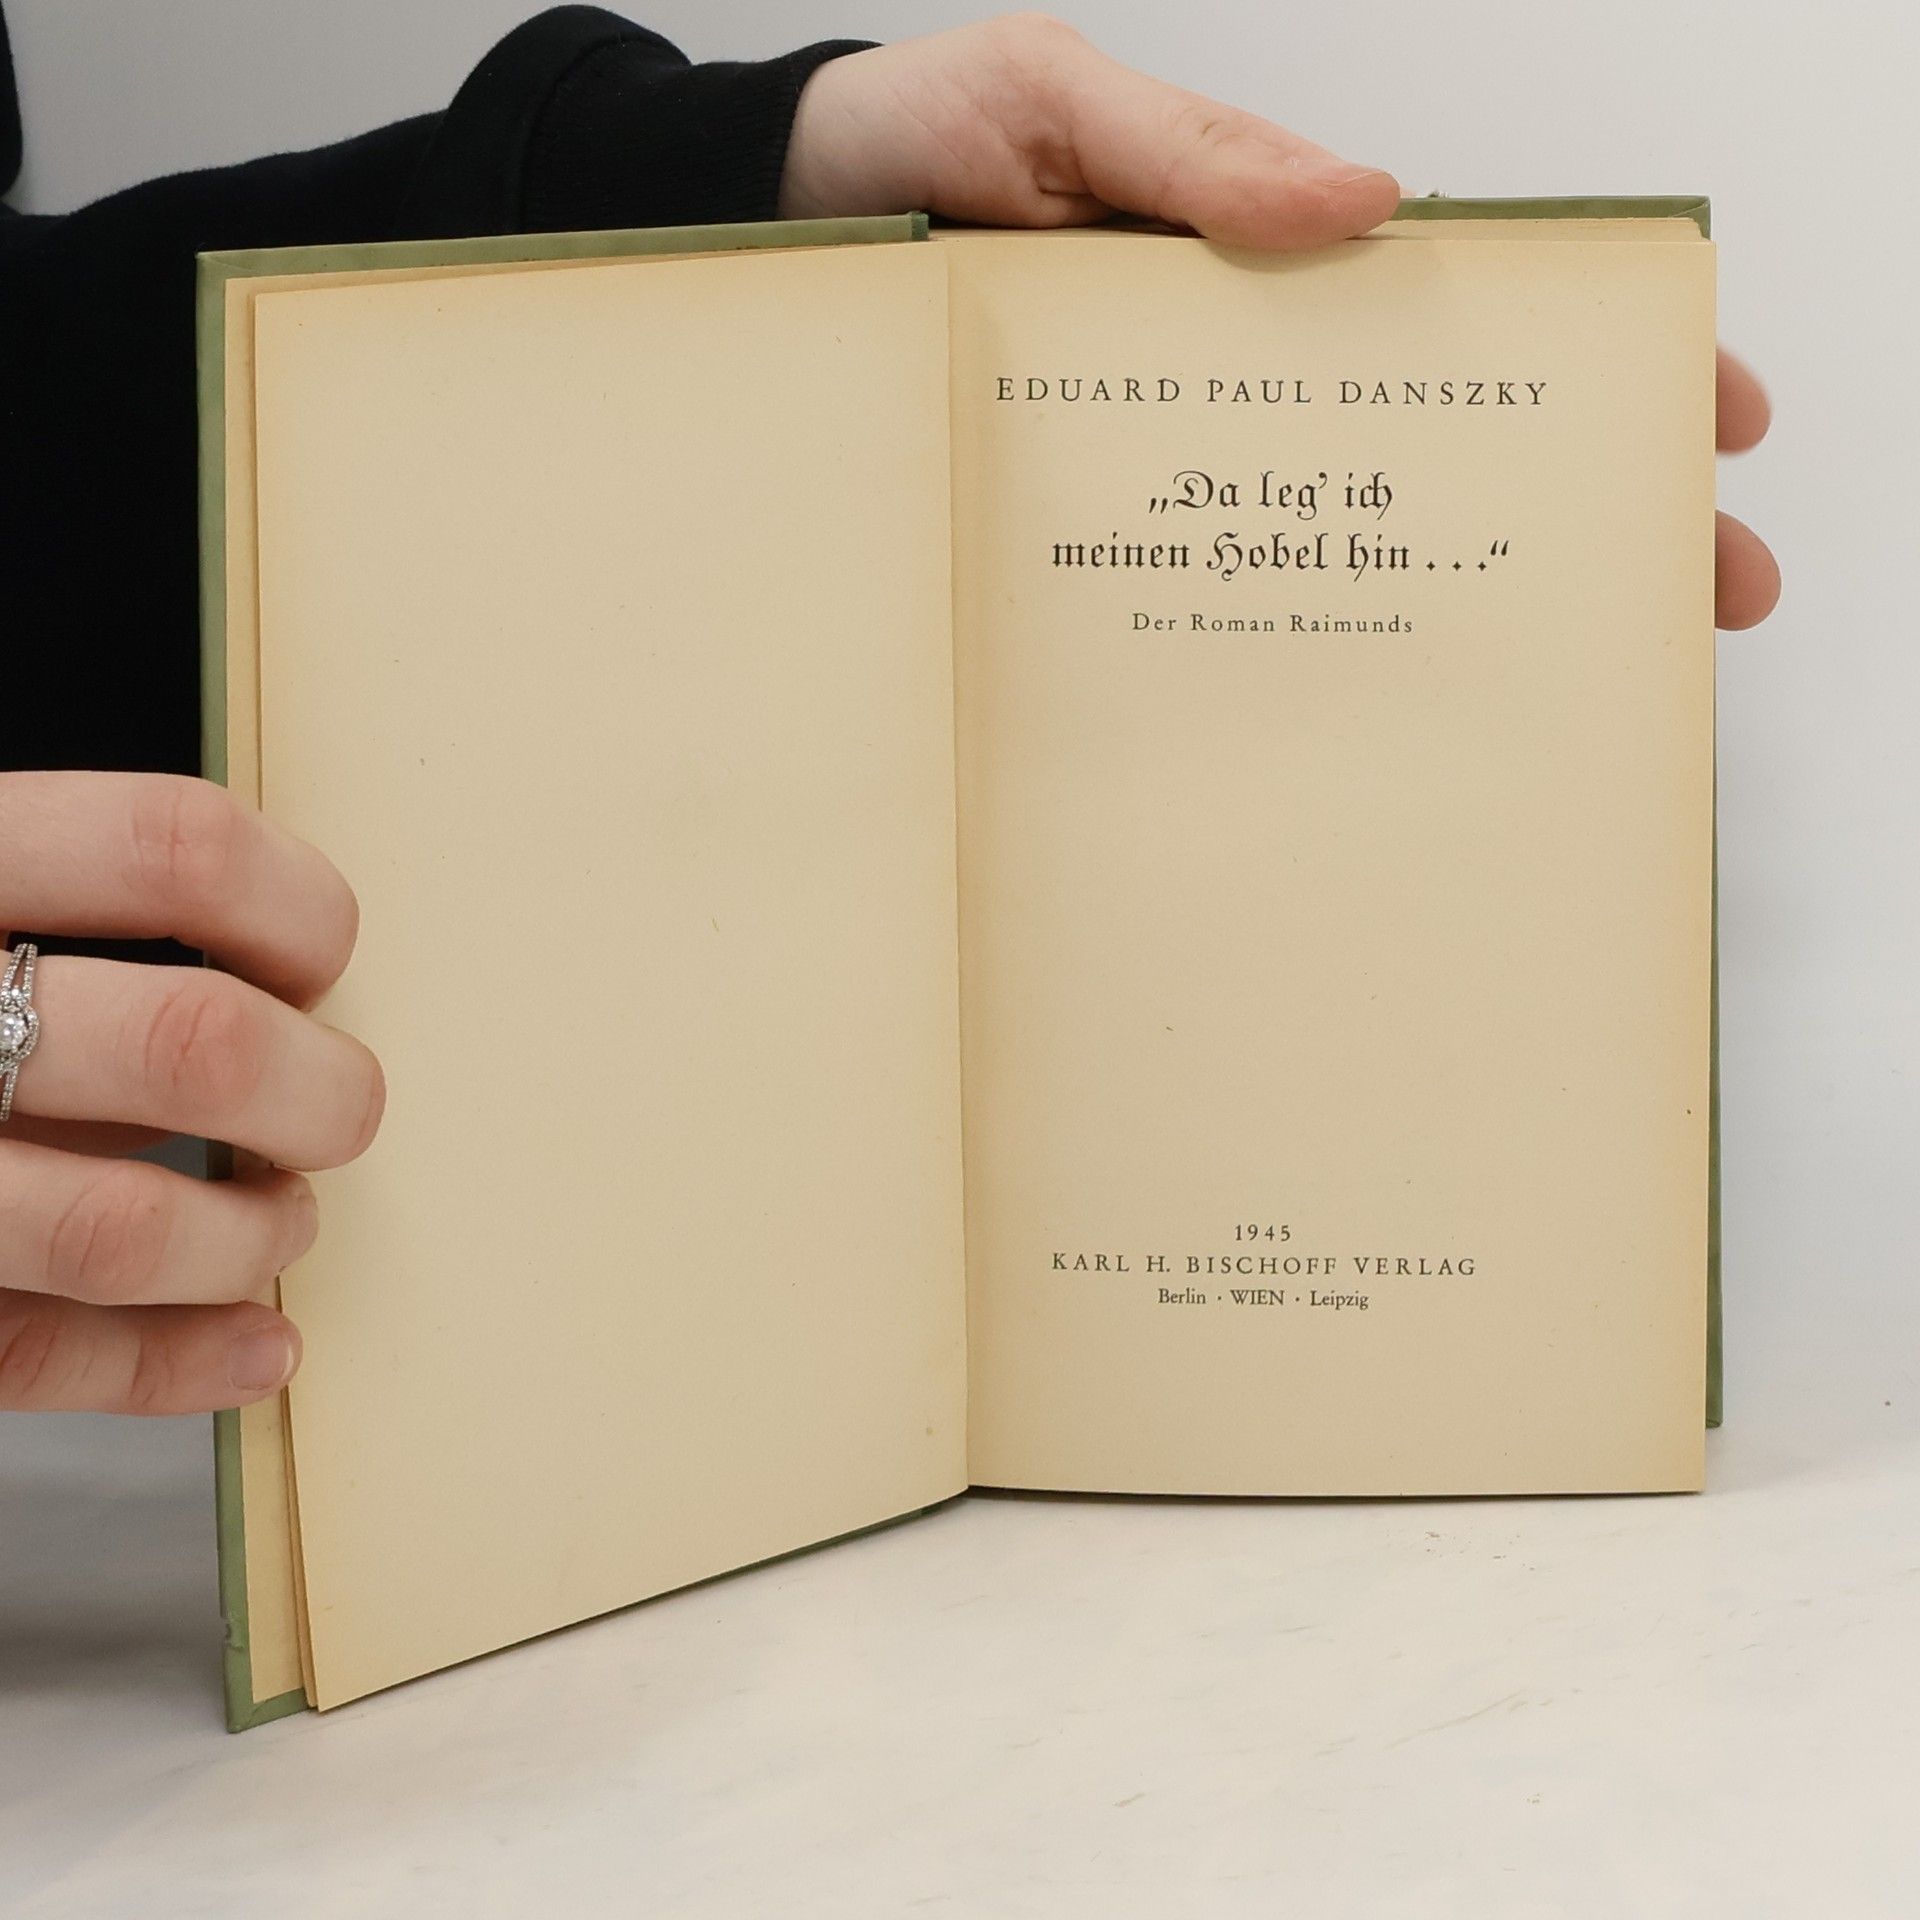 EDUARD PAUL DANSZKY
„Da leg’ ich
meinen Hobel hin . . .“
Der Roman Raimunds
1945
KARL H. BISCHOFF VERLAG
Berlin · WIEN · Leipzig